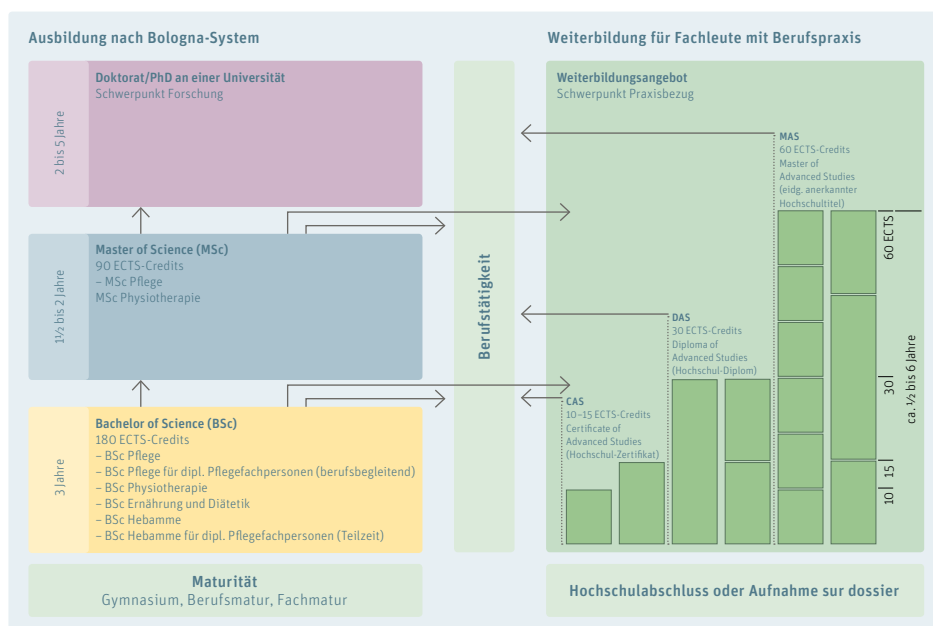 Ausbildung nach Bologna-System
2 bis 5 Jahre
Doktorat/PhD an einer Universität
Schwerpunkt Forschung
1½ bis 2 Jahre
Master of Science (MSc)
90 ECTS-Credits
– MSc Pflege
MSc Physiotherapie
3 Jahre
Bachelor of Science (BSc)
180 ECTS-Credits
– BSc Pflege
– BSc Pflege für dipl. Pflegefachpersonen (berufsbegleitend)
– BSc Physiotherapie
– BSc Ernährung und Diätetik
– BSc Hebamme
– BSc Hebamme für dipl. Pflegefachpersonen (Teilzeit)
Maturität
Gymnasium, Berufsmatur, Fachmatur
Berufstätigkeit
Weiterbildung für Fachleute mit Berufspraxis
Weiterbildungsangebot
Schwerpunkt Praxisbezug
MAS
60 ECTS-Credits
Master of
Advanced Studies
(eidg. anerkannter
Hochschultitel)
DAS
30 ECTS-Credits
Diploma of
Advanced Studies
(Hochschul-Diplom)
CAS
10–15 ECTS-Credits
Certificate of
Advanced Studies
(Hochschul-Zertifikat)
60 ECTS
30
15
10
ca. ½ bis 6 Jahre
Hochschulabschluss oder Aufnahme sur dossier